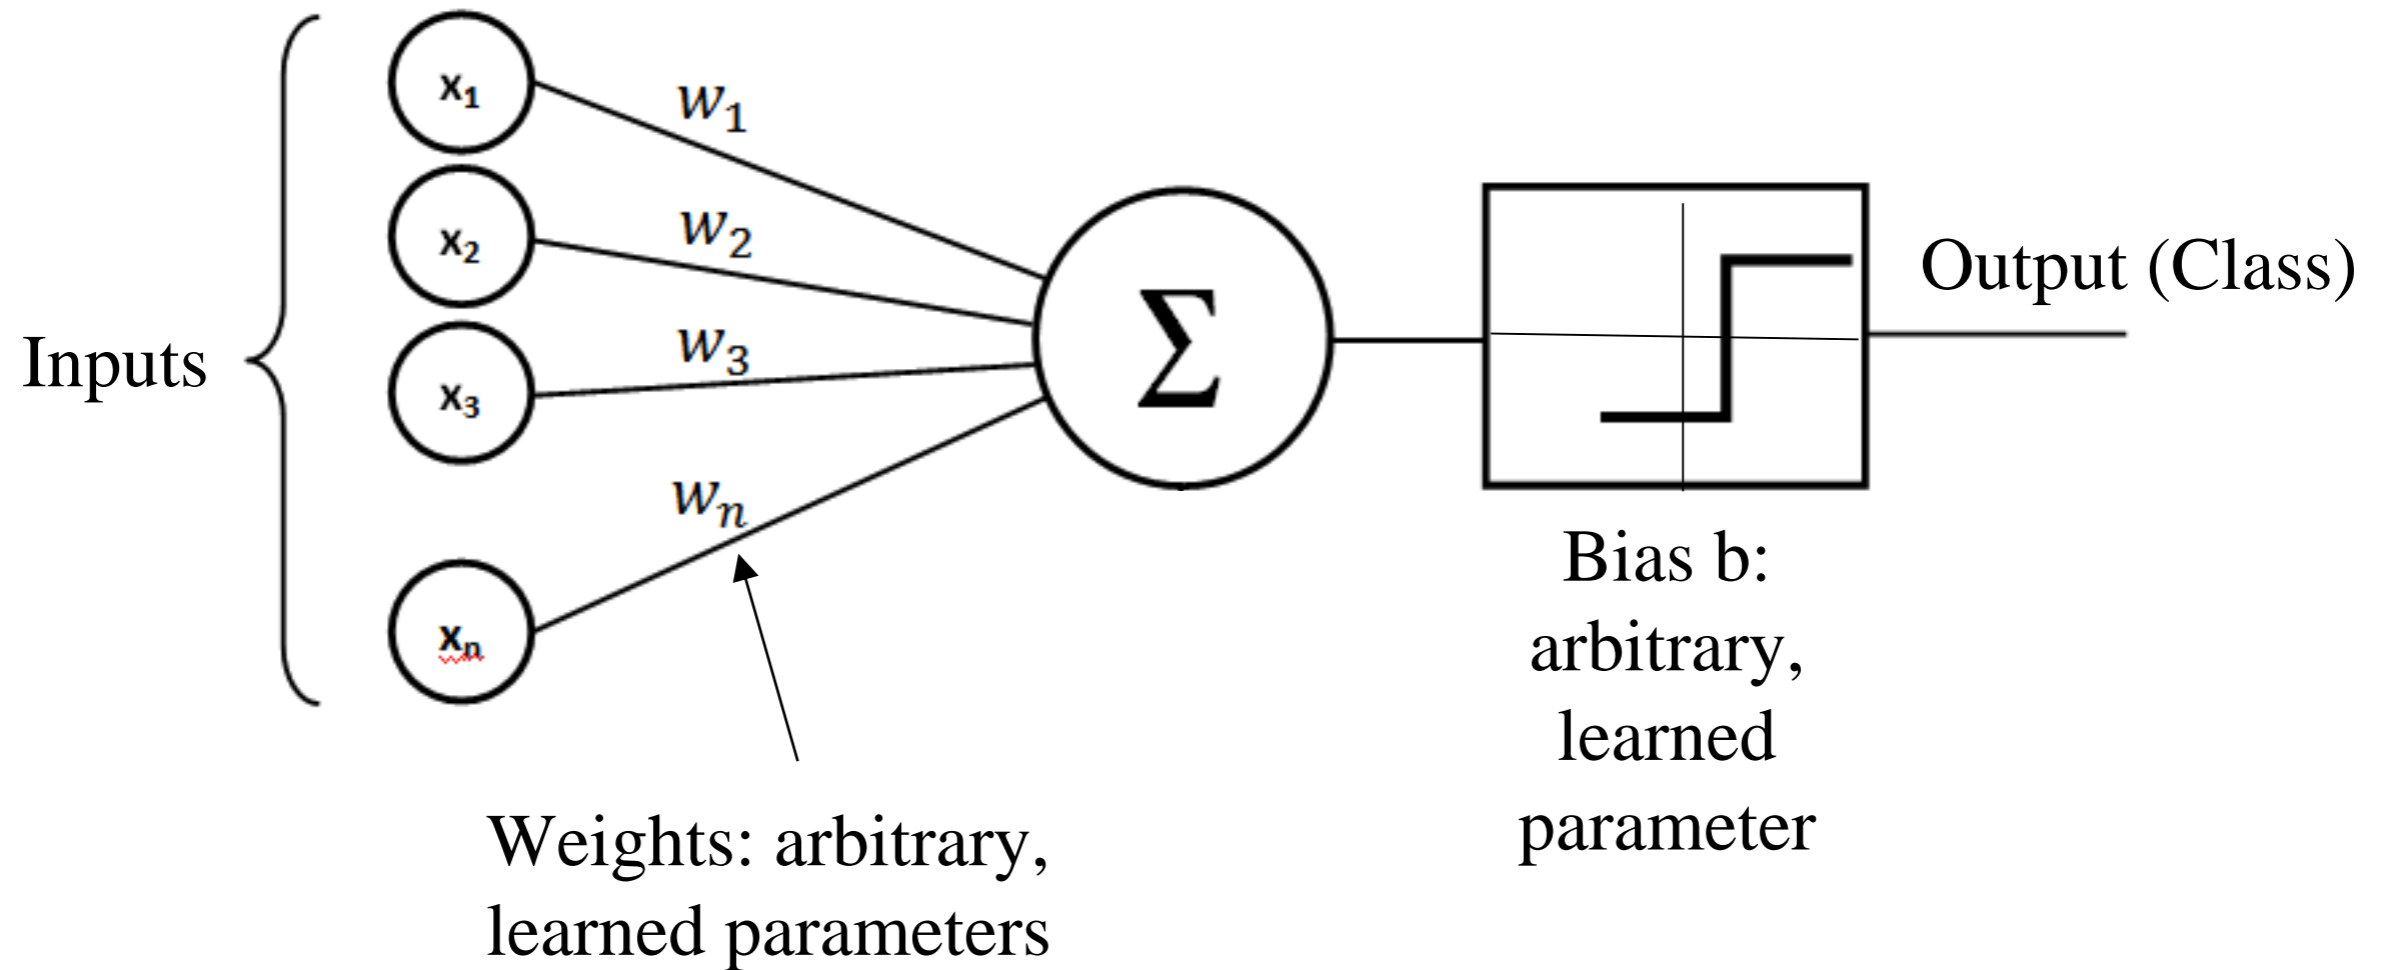 x₁
w₁
x₂
w₂
Output (Class)
Inputs
w₃
Σ
x₃
wₙ
xₙ
Bias b:
arbitrary,
learned
parameter
Weights: arbitrary,
learned parameters